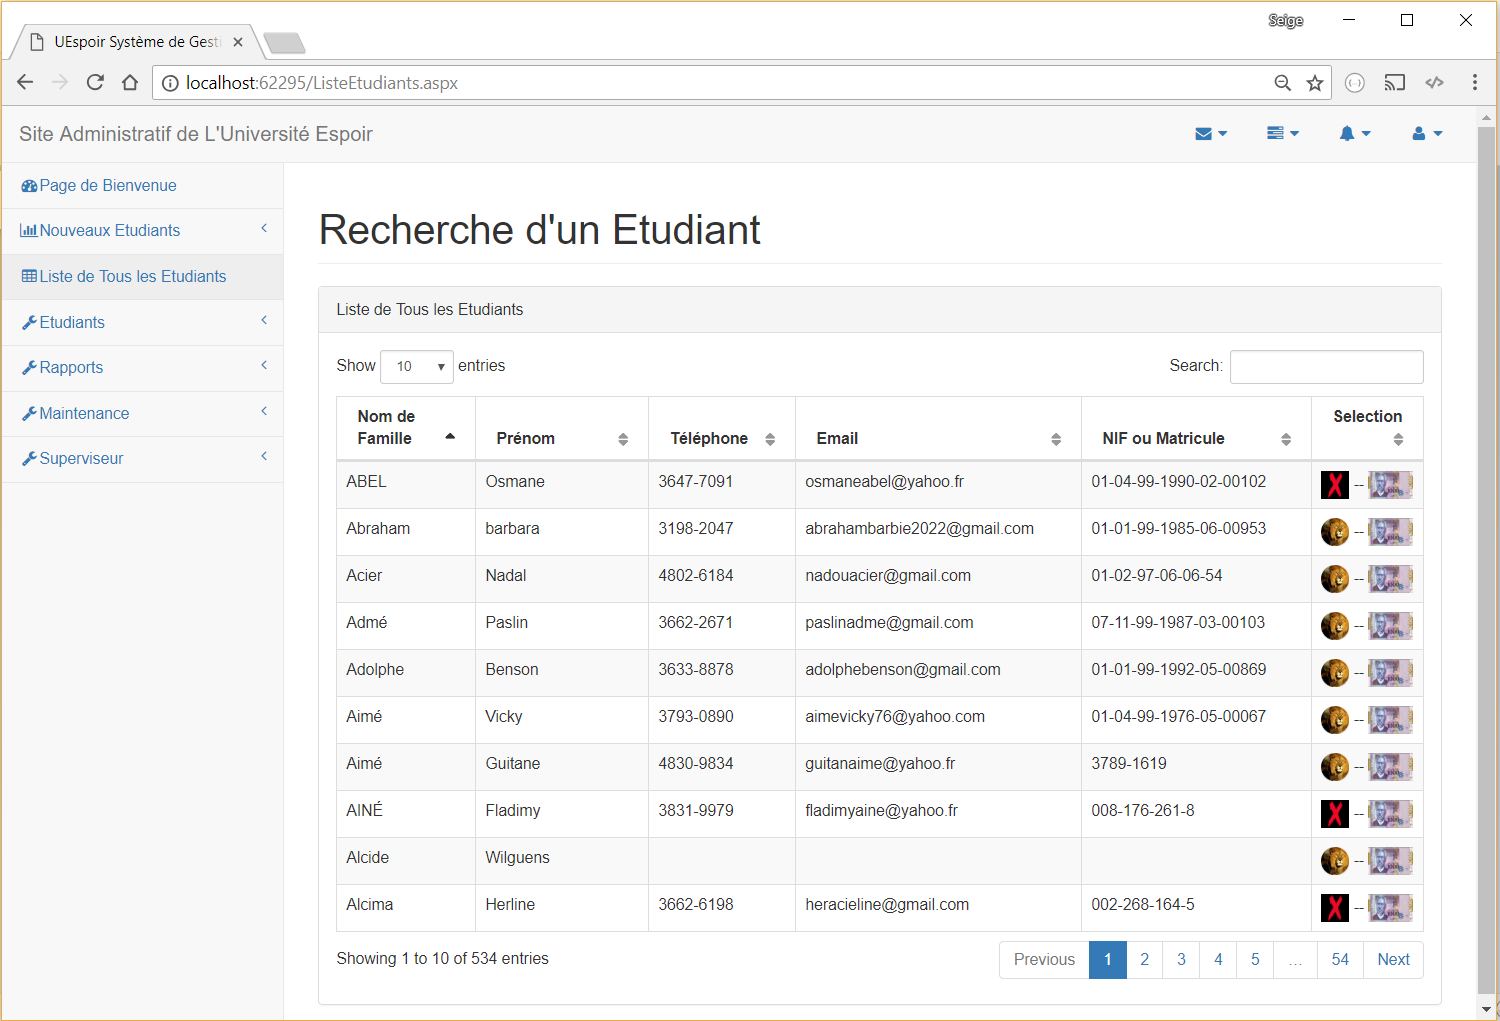 Seige
UEspoir Système de Gesti
localhost:62295/ListeEtudiants.aspx
Site Administratif de L'Université Espoir
Page de Bienvenue
Nouveaux Etudiants
Liste de Tous les Etudiants
Etudiants
Rapports
Maintenance
Superviseur
Recherche d'un Etudiant
Liste de Tous les Etudiants
Show 10 entries Search:
Nom de Famille Prénom Téléphone Email NIF ou Matricule Selection
ABEL Osmane 3647-7091 osmaneabel@yahoo.fr 01-04-99-1990-02-00102 --
Abraham barbara 3198-2047 abrahambarbie2022@gmail.com 01-01-99-1985-06-00953 --
Acier Nadal 4802-6184 nadouacier@gmail.com 01-02-97-06-06-54 --
Admé Paslin 3662-2671 paslinadme@gmail.com 07-11-99-1987-03-00103 --
Adolphe Benson 3633-8878 adolphebenson@gmail.com 01-01-99-1992-05-00869 --
Aimé Vicky 3793-0890 aimevicky76@yahoo.com 01-04-99-1976-05-00067 --
Aimé Guitane 4830-9834 guitanaime@yahoo.fr 3789-1619 --
AINÉ Fladimy 3831-9979 fladimyaine@yahoo.fr 008-176-261-8 --
Alcide Wilguens --
Alcima Herline 3662-6198 heracieline@gmail.com 002-268-164-5 --
Showing 1 to 10 of 534 entries Previous 1 2 3 4 5 … 54 Next